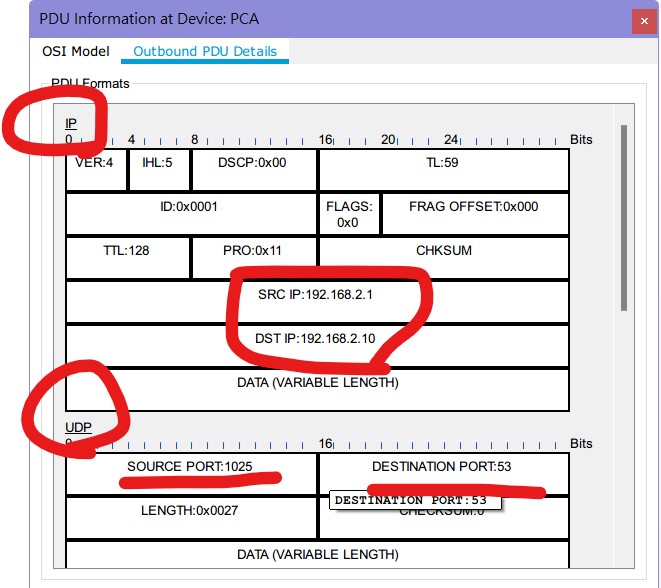 PDU Information at Device: PCA
×
OSI Model Outbound PDU Details
PDU Formats
IP
0 4 8 16 20 24 Bits
VER:4 IHL:5 DSCP:0x00 TL:59
ID:0x0001 FLAGS: 0x0 FRAG OFFSET:0x000
TTL:128 PRO:0x11 CHKSUM
SRC IP:192.168.2.1
DST IP:192.168.2.10
DATA (VARIABLE LENGTH)
UDP
0 16 Bits
SOURCE PORT:1025 DESTINATION PORT:53
DESTINATION PORT:53
LENGTH:0x0027 CHECKSUM:0
DATA (VARIABLE LENGTH)